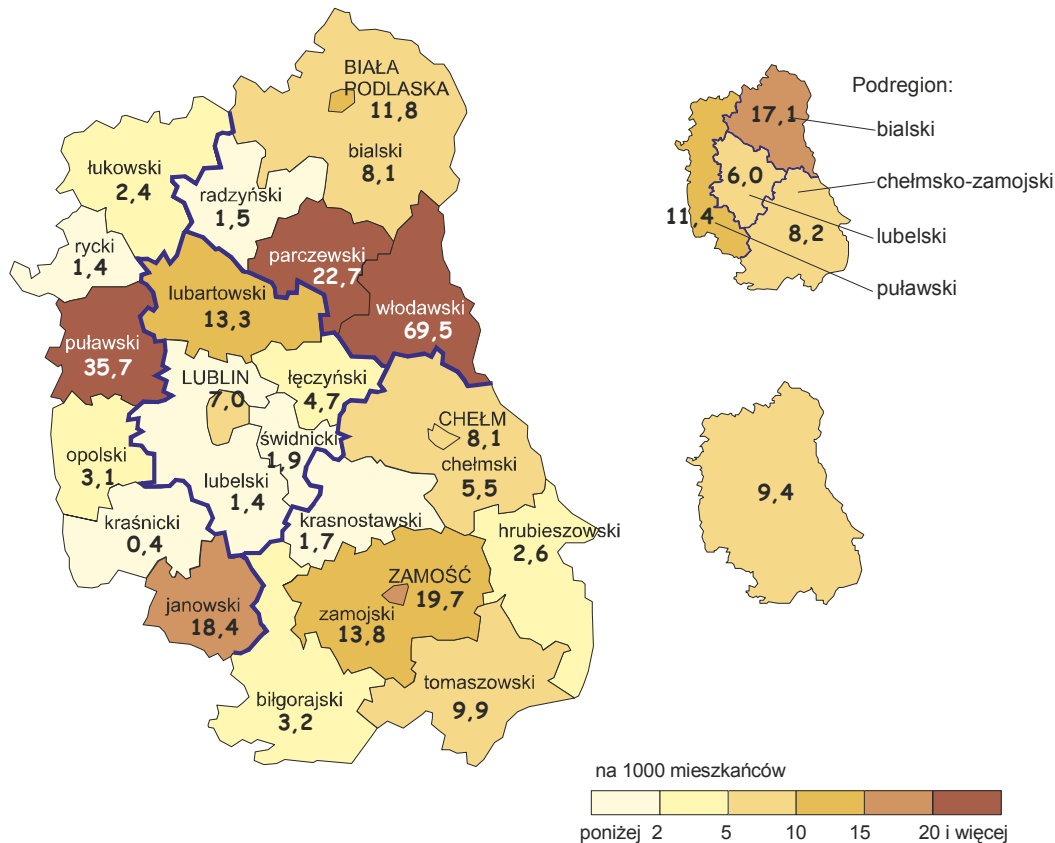 BIAŁA
PODLASKA
11,8
bialski
8,1
łukowski
2,4
radzyński
1,5
rycki
1,4
parczewski
22,7
lubartowski
13,3
włodawski
69,5
puławski
35,7
LUBLIN
7,0
łęczyński
4,7
CHEŁM
8,1
świdnicki
1,9
chełmski
5,5
opolski
3,1
lubelski
1,4
kraśnicki
0,4
krasnostawski
1,7
hrubieszowski
2,6
ZAMOŚĆ
19,7
janowski
18,4
zamojski
13,8
tomaszowski
9,9
biłgorajski
3,2
Podregion:
17,1
bialski
6,0
chełmsko-zamojski
11,4
8,2
lubelski
puławski
9,4
na 1000 mieszkańców
poniżej 2 5 10 15 20 i więcej